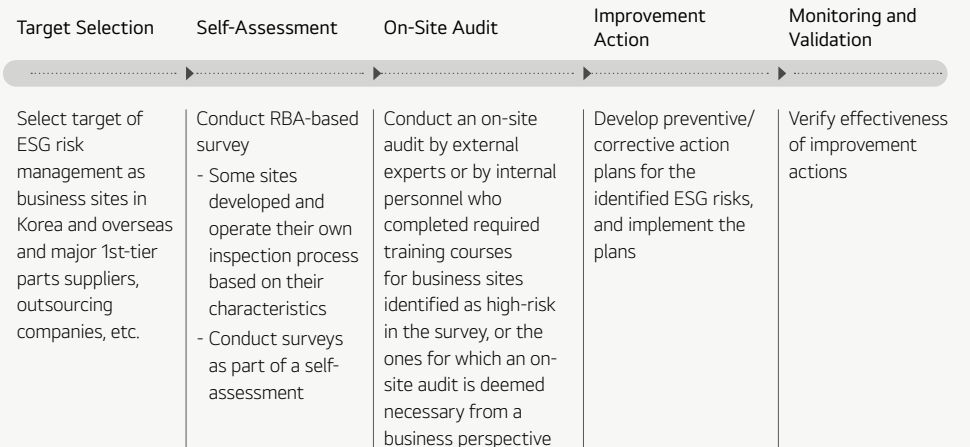 Target Selection
Self-Assessment
On-Site Audit
Improvement
Action
Monitoring and
Validation
Select target of
ESG risk
management as
business sites in
Korea and overseas
and major 1st-tier
parts suppliers,
outsourcing
companies, etc.
Conduct RBA-based
survey
- Some sites
developed and
operate their own
inspection process
based on their
characteristics
- Conduct surveys
as part of a self-
assessment
Conduct an on-site
audit by external
experts or by internal
personnel who
completed required
training courses
for business sites
identified as high-risk
in the survey, or the
ones for which an on-
site audit is deemed
necessary from a
business perspective
Develop preventive/
corrective action
plans for the
identified ESG risks,
and implement the
plans
Verify effectiveness
of improvement
actions